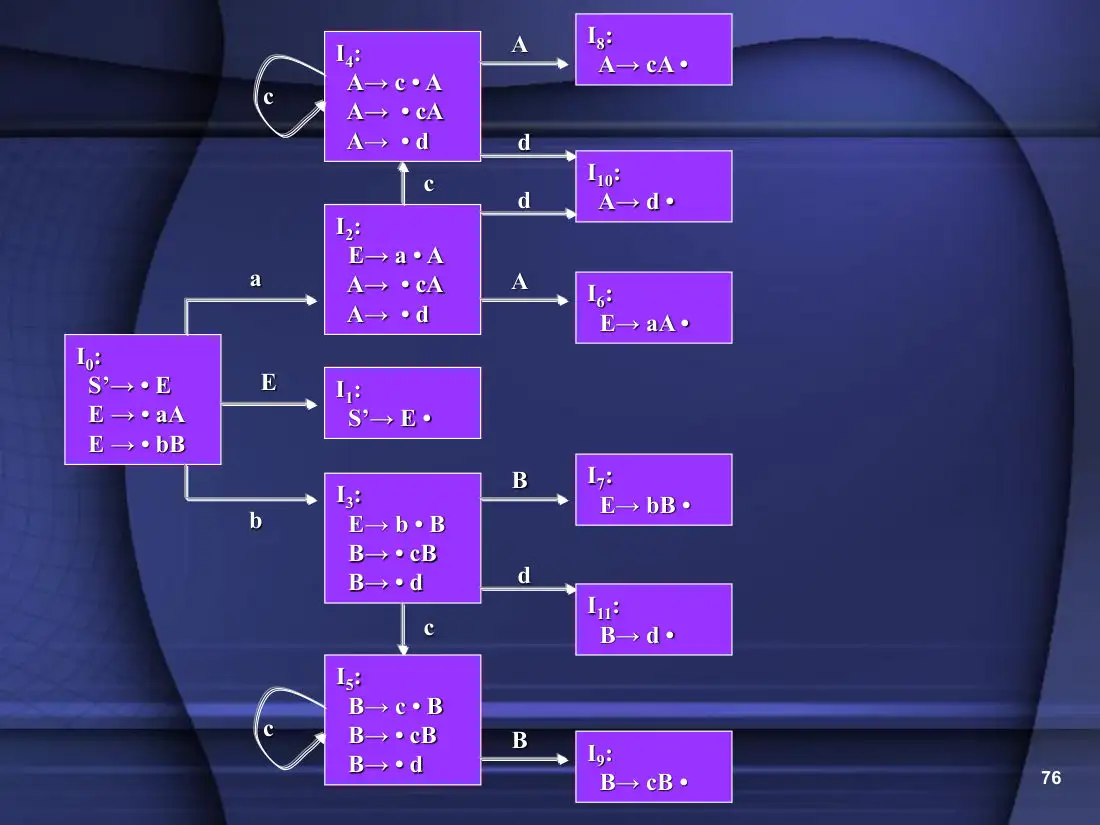 I4:
A→ c • A
A→ • cA
A→ • d
c
A
I8:
A→ cA •
d
I10:
A→ d •
c
d
I2:
E→ a • A
A→ • cA
A→ • d
a
A
I6:
E→ aA •
I0:
S’→ • E
E → • aA
E → • bB
E
I1:
S’→ E •
b
I3:
E→ b • B
B→ • cB
B→ • d
B
I7:
E→ bB •
d
I11:
B→ d •
c
I5:
B→ c • B
B→ • cB
B→ • d
c
B
I9:
B→ cB •
76